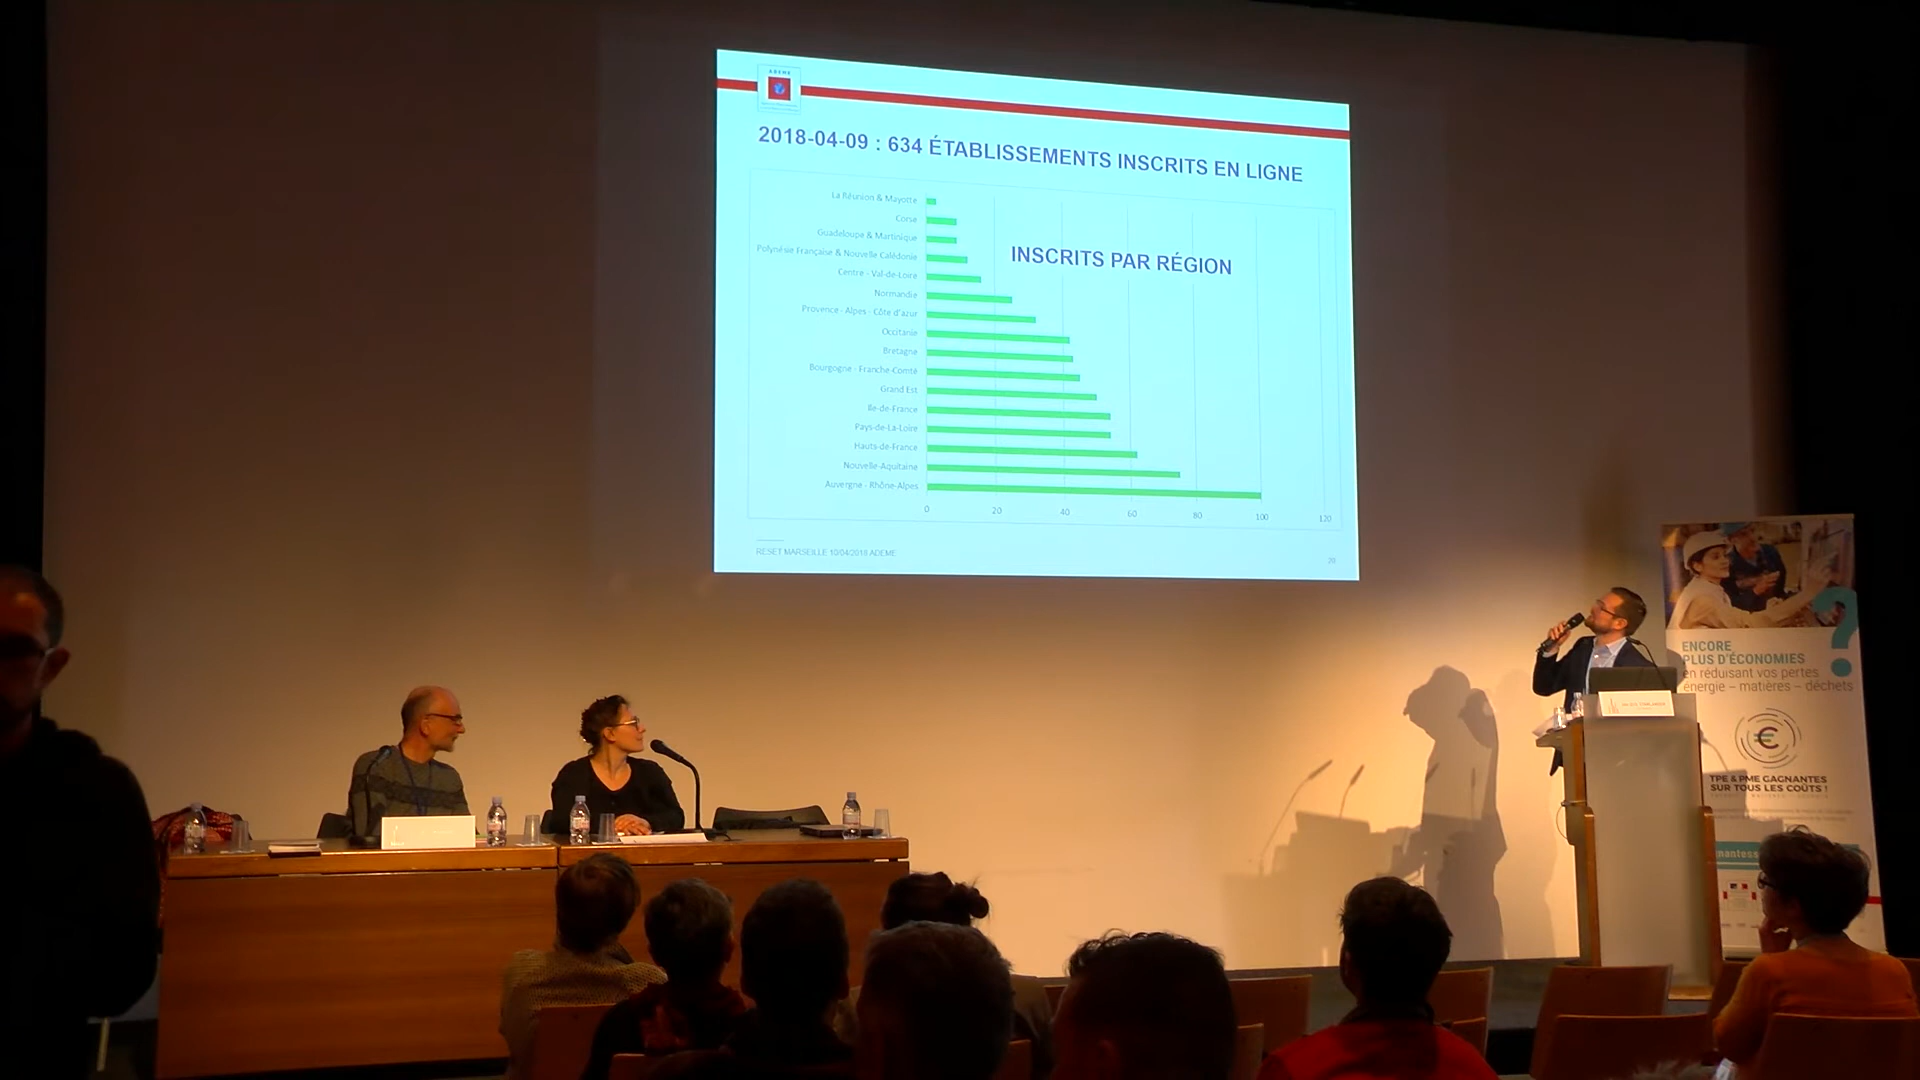 ADEME
2018-04-09 : 634 ÉTABLISSEMENTS INSCRITS EN LIGNE
INSCRITS PAR RÉGION
La Réunion & Mayotte
Corse
Guadeloupe & Martinique
Polynésie Française & Nouvelle Calédonie
Centre - Val-de-Loire
Normandie
Provence - Alpes - Côte d'azur
Occitanie
Bretagne
Bourgogne - Franche-Comté
Grand Est
Ile-de-France
Pays-de-La-Loire
Hauts-de-France
Nouvelle-Aquitaine
Auvergne - Rhône-Alpes
0 20 40 60 80 100 120
RESET MARSEILLE 10/04/2018 ADEME
20
ENCORE
PLUS D'ÉCONOMIES
en réduisant vos pertes
énergie – matières – déchets
?
€
TPE & PME GAGNANTES
SUR TOUS LES COÛTS !